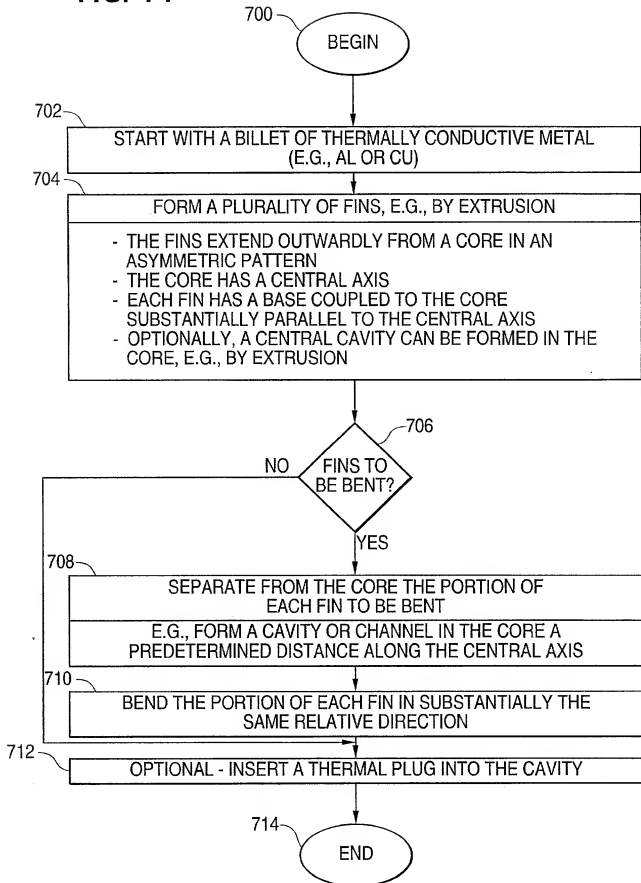 700
BEGIN
702
START WITH A BILLET OF THERMALLY CONDUCTIVE METAL
(E.G., AL OR CU)
704
FORM A PLURALITY OF FINS, E.G., BY EXTRUSION
- THE FINS EXTEND OUTWARDLY FROM A CORE IN AN
ASYMMETRIC PATTERN
- THE CORE HAS A CENTRAL AXIS
- EACH FIN HAS A BASE COUPLED TO THE CORE
SUBSTANTIALLY PARALLEL TO THE CENTRAL AXIS
- OPTIONALLY, A CENTRAL CAVITY CAN BE FORMED IN THE
CORE, E.G., BY EXTRUSION
706
NO
FINS TO
BE BENT?
YES
708
SEPARATE FROM THE CORE THE PORTION OF
EACH FIN TO BE BENT
E.G., FORM A CAVITY OR CHANNEL IN THE CORE A
PREDETERMINED DISTANCE ALONG THE CENTRAL AXIS
710
BEND THE PORTION OF EACH FIN IN SUBSTANTIALLY THE
SAME RELATIVE DIRECTION
712
OPTIONAL - INSERT A THERMAL PLUG INTO THE CAVITY
714
END